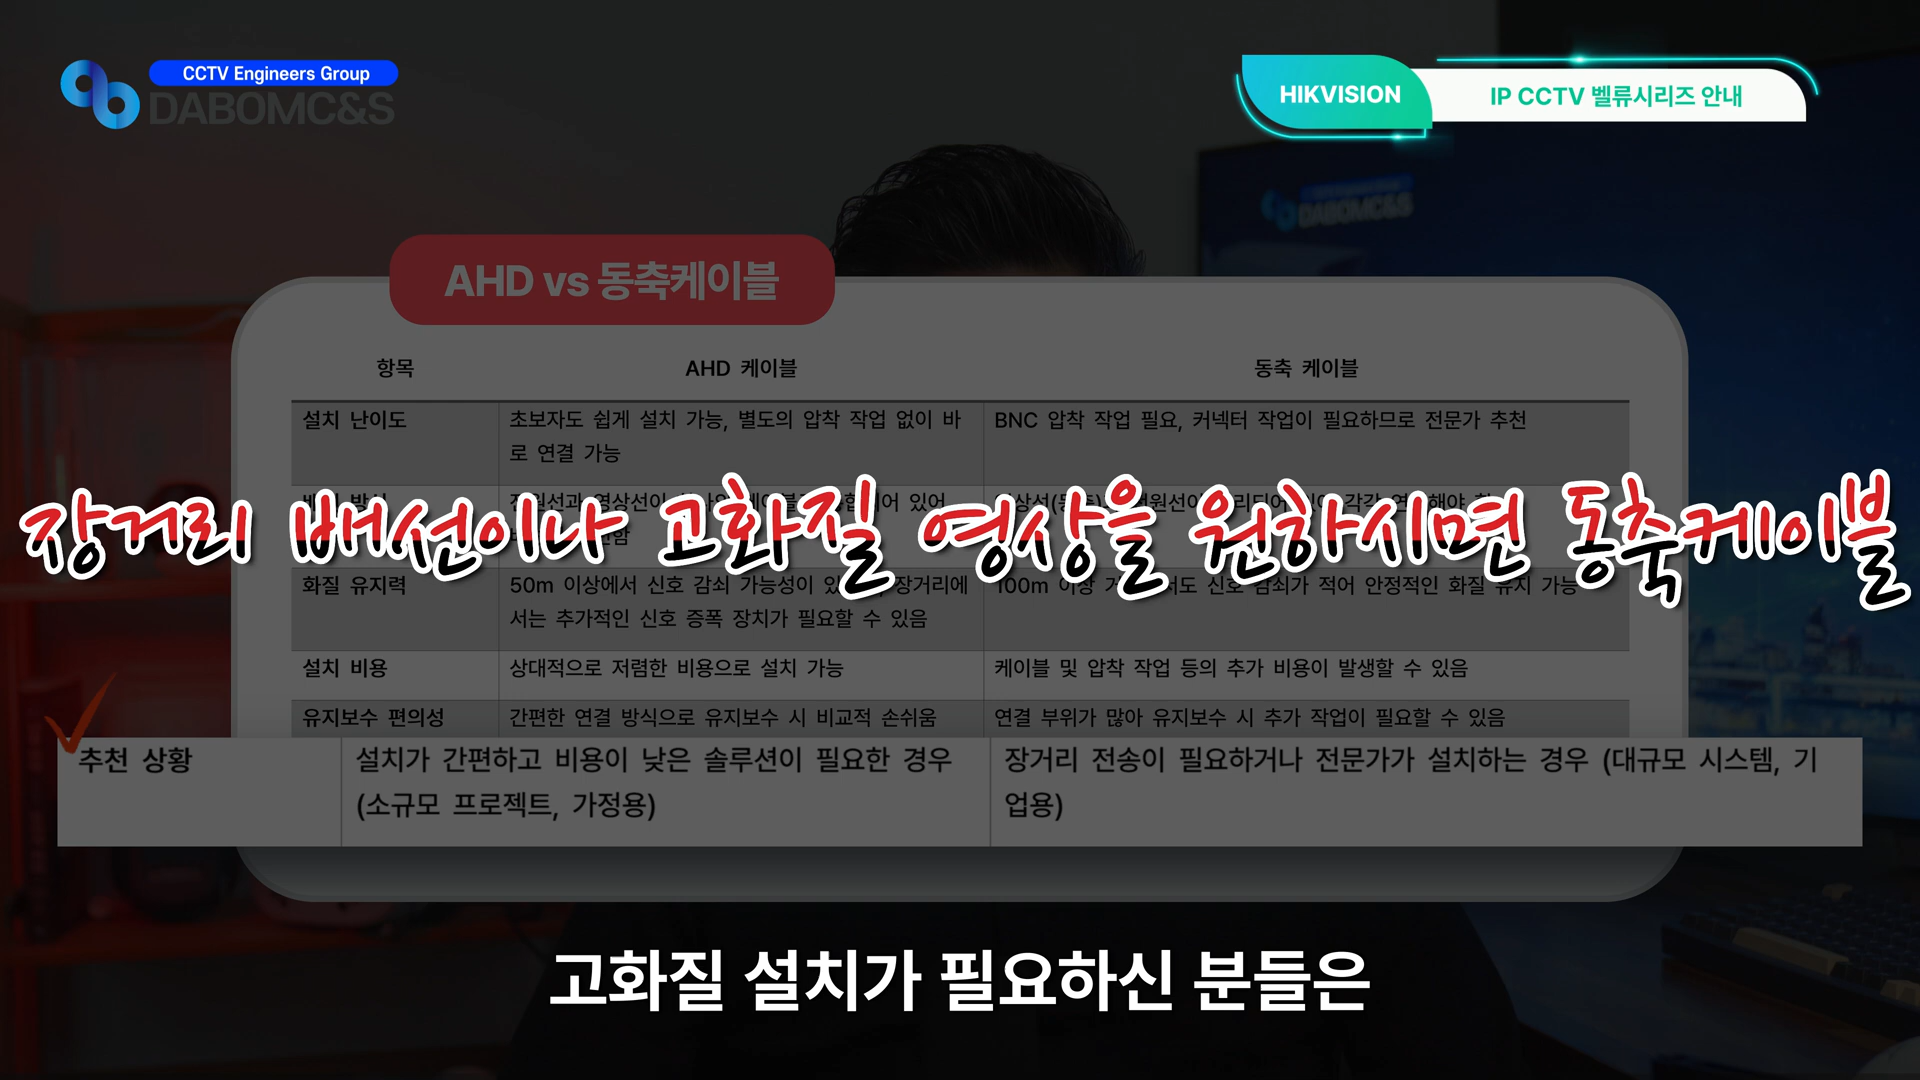 CCTV Engineers Group
DABOMC&S
HIKVISION
IP CCTV 벨류시리즈 안내
DABOMC&S
AHD vs 동축케이블
항목 AHD 케이블 동축 케이블
설치 난이도 초보자도 쉽게 설치 가능, 별도의 압착 작업 없이 바 BNC 압착 작업 필요, 커넥터 작업이 필요하므로 전문가 추천
로 연결 가능
장거리 배선이나 고화질 영상을 원하시면 동축케이블
화질 유지력 50m 이상에서 신호 감쇠 가능성이 장거리에 100m 이상 신호 감쇠가 적어 안정적인 화질 유지 가능
서는 추가적인 신호 증폭 장치가 필요할 수 있음
설치 비용 상대적으로 저렴한 비용으로 설치 가능 케이블 및 압착 작업 등의 추가 비용이 발생할 수 있음
유지보수 편의성 간편한 연결 방식으로 유지보수 시 비교적 손쉬움 연결 부위가 많아 유지보수 시 추가 작업이 필요할 수 있음
추천 상황 설치가 간편하고 비용이 낮은 솔루션이 필요한 경우 장거리 전송이 필요하거나 전문가가 설치하는 경우 (대규모 시스템, 기
(소규모 프로젝트, 가정용) 업용)
고화질 설치가 필요하신 분들은